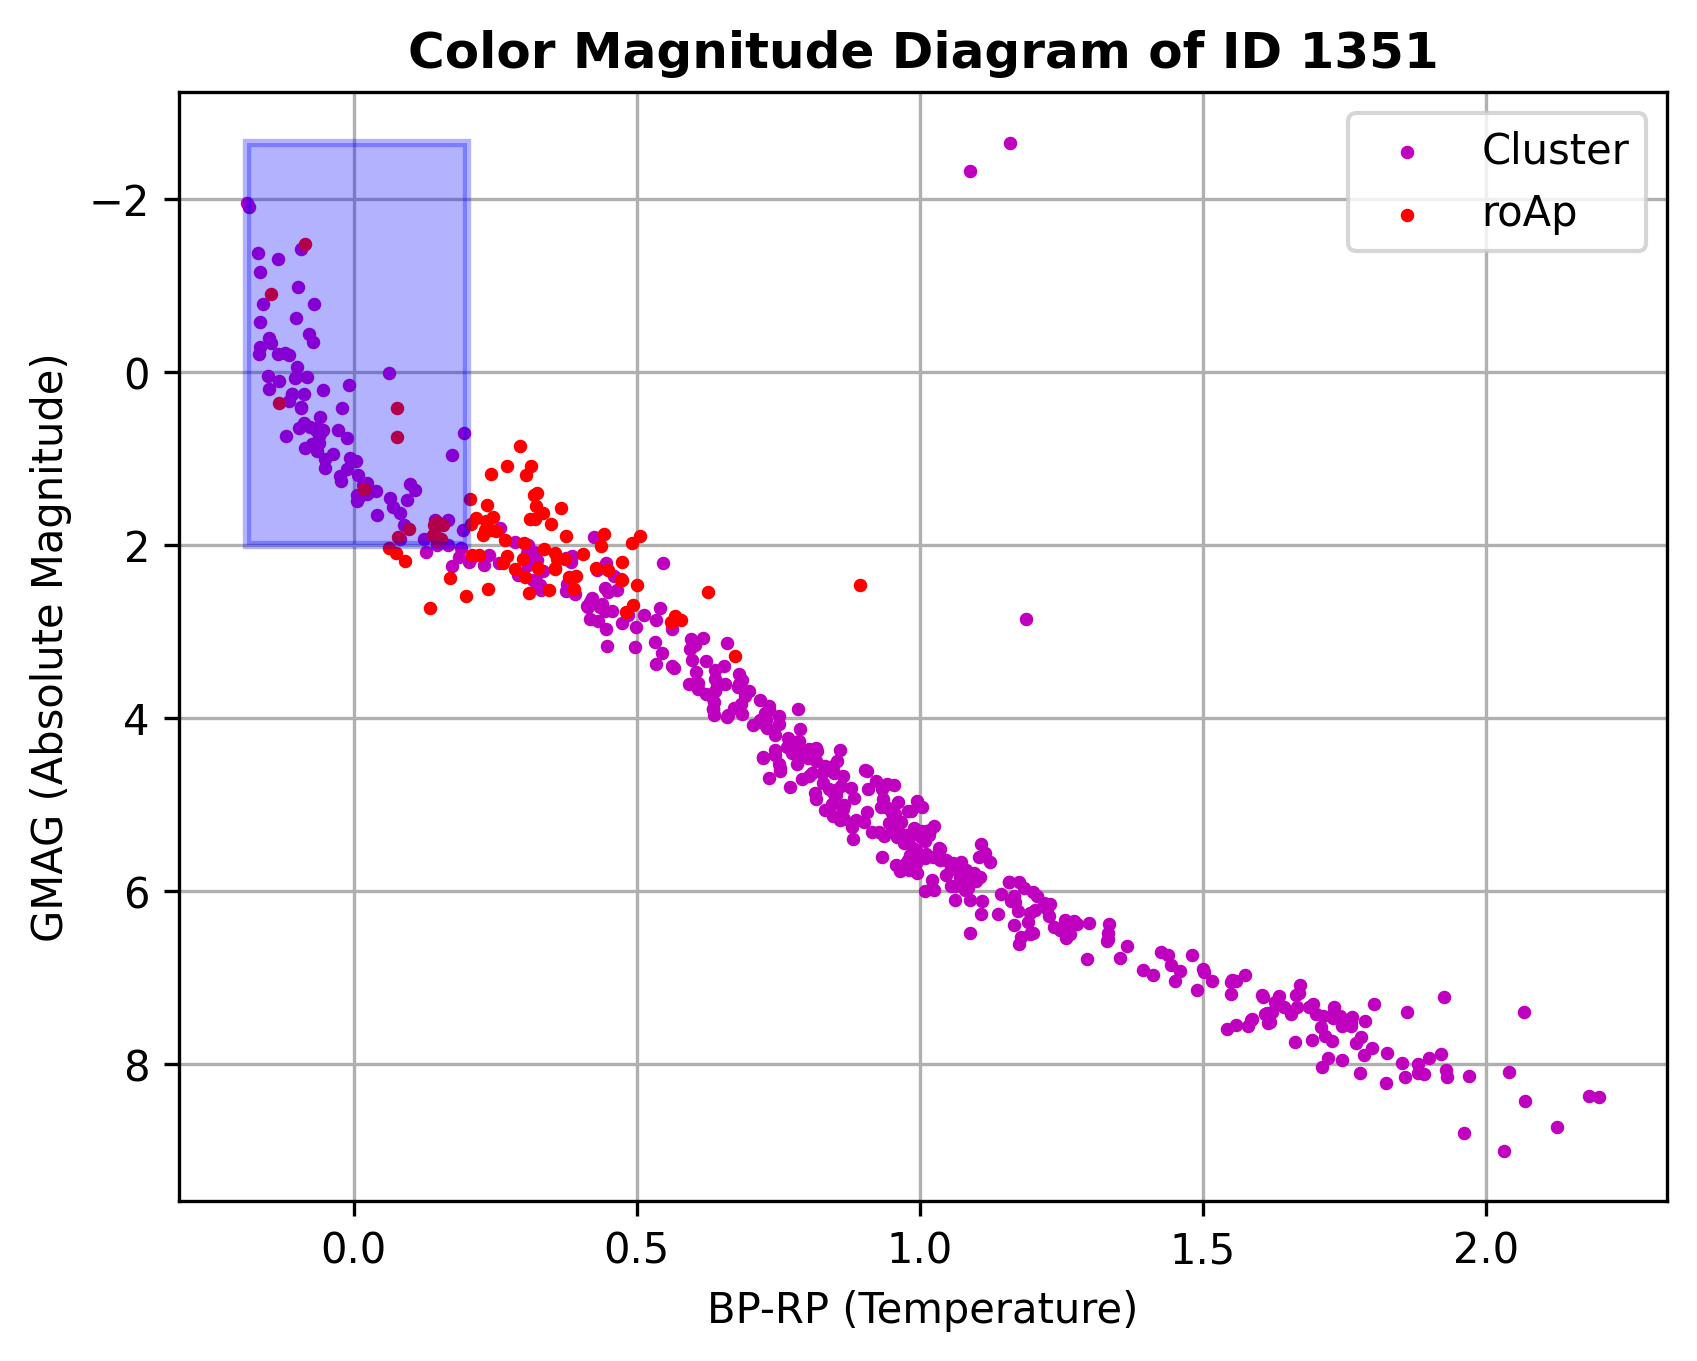 Color Magnitude Diagram of ID 1351
Cluster
roAp
GMAG (Absolute Magnitude)
−2
0
2
4
6
8
0.0 0.5 1.0 1.5 2.0
BP-RP (Temperature)